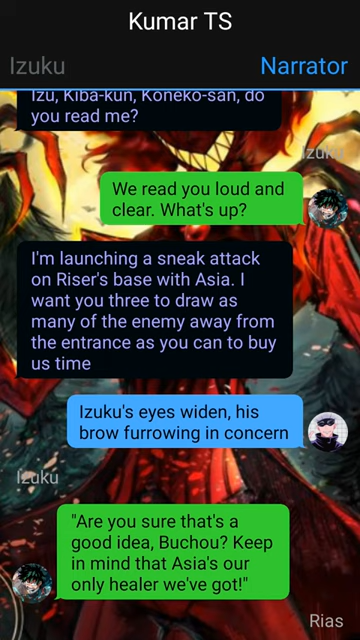 Kumar TS
Izuku
Narrator
Izu, Kiba-kun, Koneko-san, do
you read me?
Izuku
We read you loud and
clear. What's up?
I'm launching a sneak attack
on Riser's base with Asia. I
want you three to draw as
many of the enemy away from
the entrance as you can to buy
us time
Izuku's eyes widen, his
brow furrowing in concern
Izuku
"Are you sure that's a
good idea, Buchou? Keep
in mind that Asia's our
only healer we've got!"
Rias